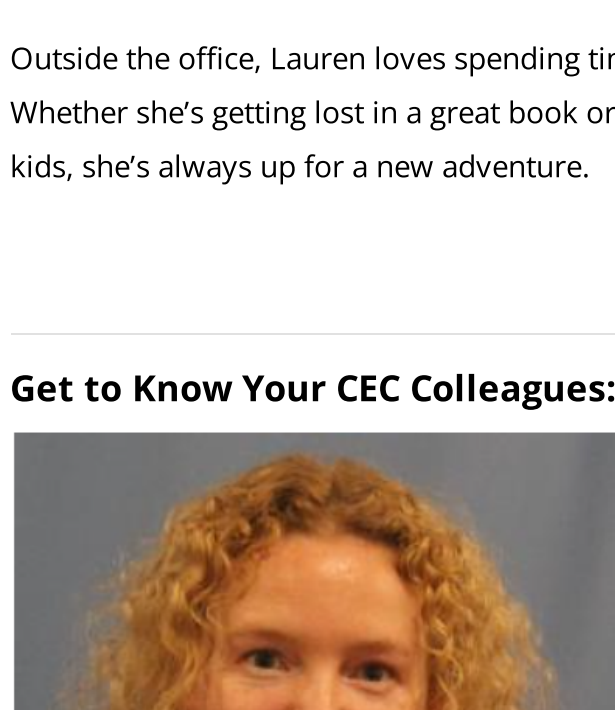 Outside the office, Lauren loves spending
Whether she’s getting lost in a great book or
kids, she’s always up for a new adventure.
Get to Know Your CEC Colleagues: